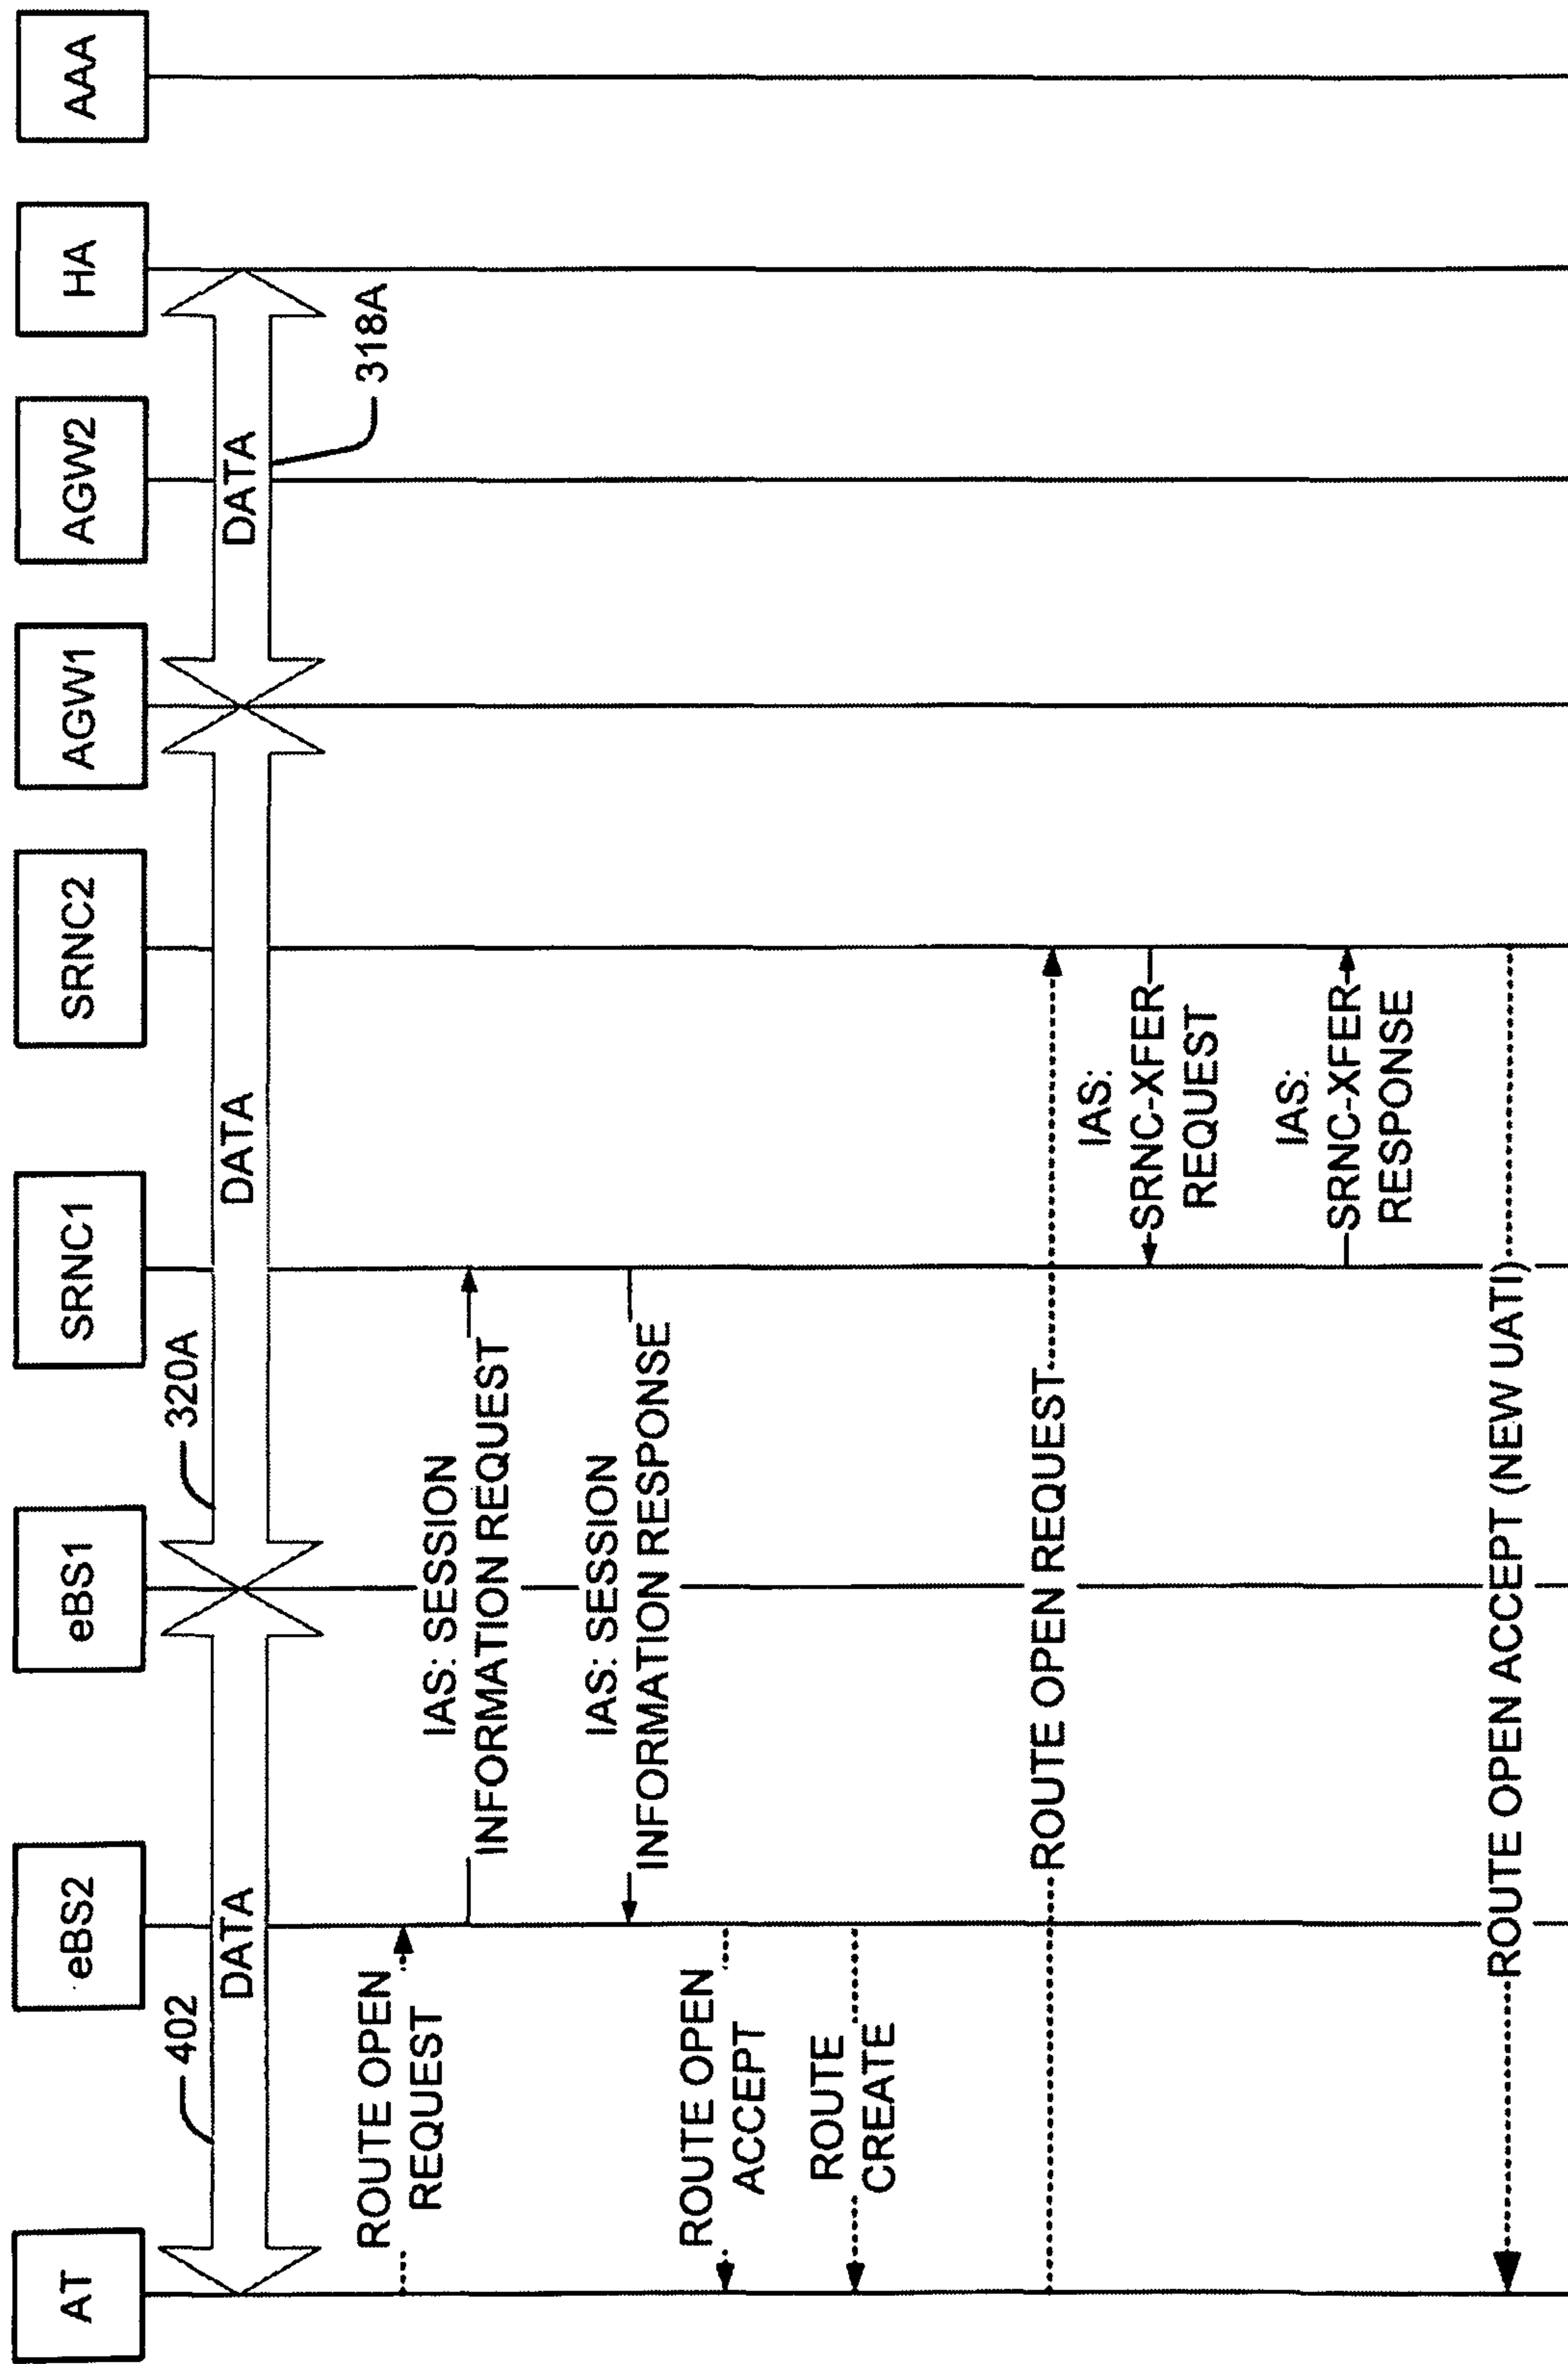 AT
eBS2
eBS1
SRNC1
SRNC2
AGW1
AGW2
HA
AAA
402
320A
DATA
DATA
DATA
318A
ROUTE OPEN
REQUEST
IAS: SESSION
INFORMATION REQUEST
IAS: SESSION
INFORMATION RESPONSE
ROUTE OPEN
ACCEPT
ROUTE
CREATE
ROUTE OPEN REQUEST
IAS:
SRNC-XFER
REQUEST
IAS:
SRNC-XFER
RESPONSE
ROUTE OPEN ACCEPT (NEW UATI)